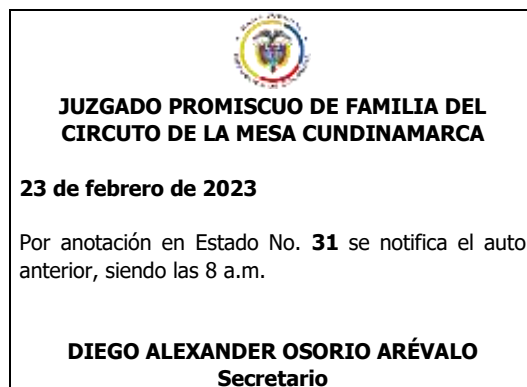 JUZGADO PROMISCUO DE FAMILIA DEL
CIRCUTO DE LA MESA CUNDINAMARCA
23 de febrero de 2023
Por anotación en Estado No. 31 se notifica el auto
anterior, siendo las 8 a.m.
DIEGO ALEXANDER OSORIO ARÉVALO
Secretario